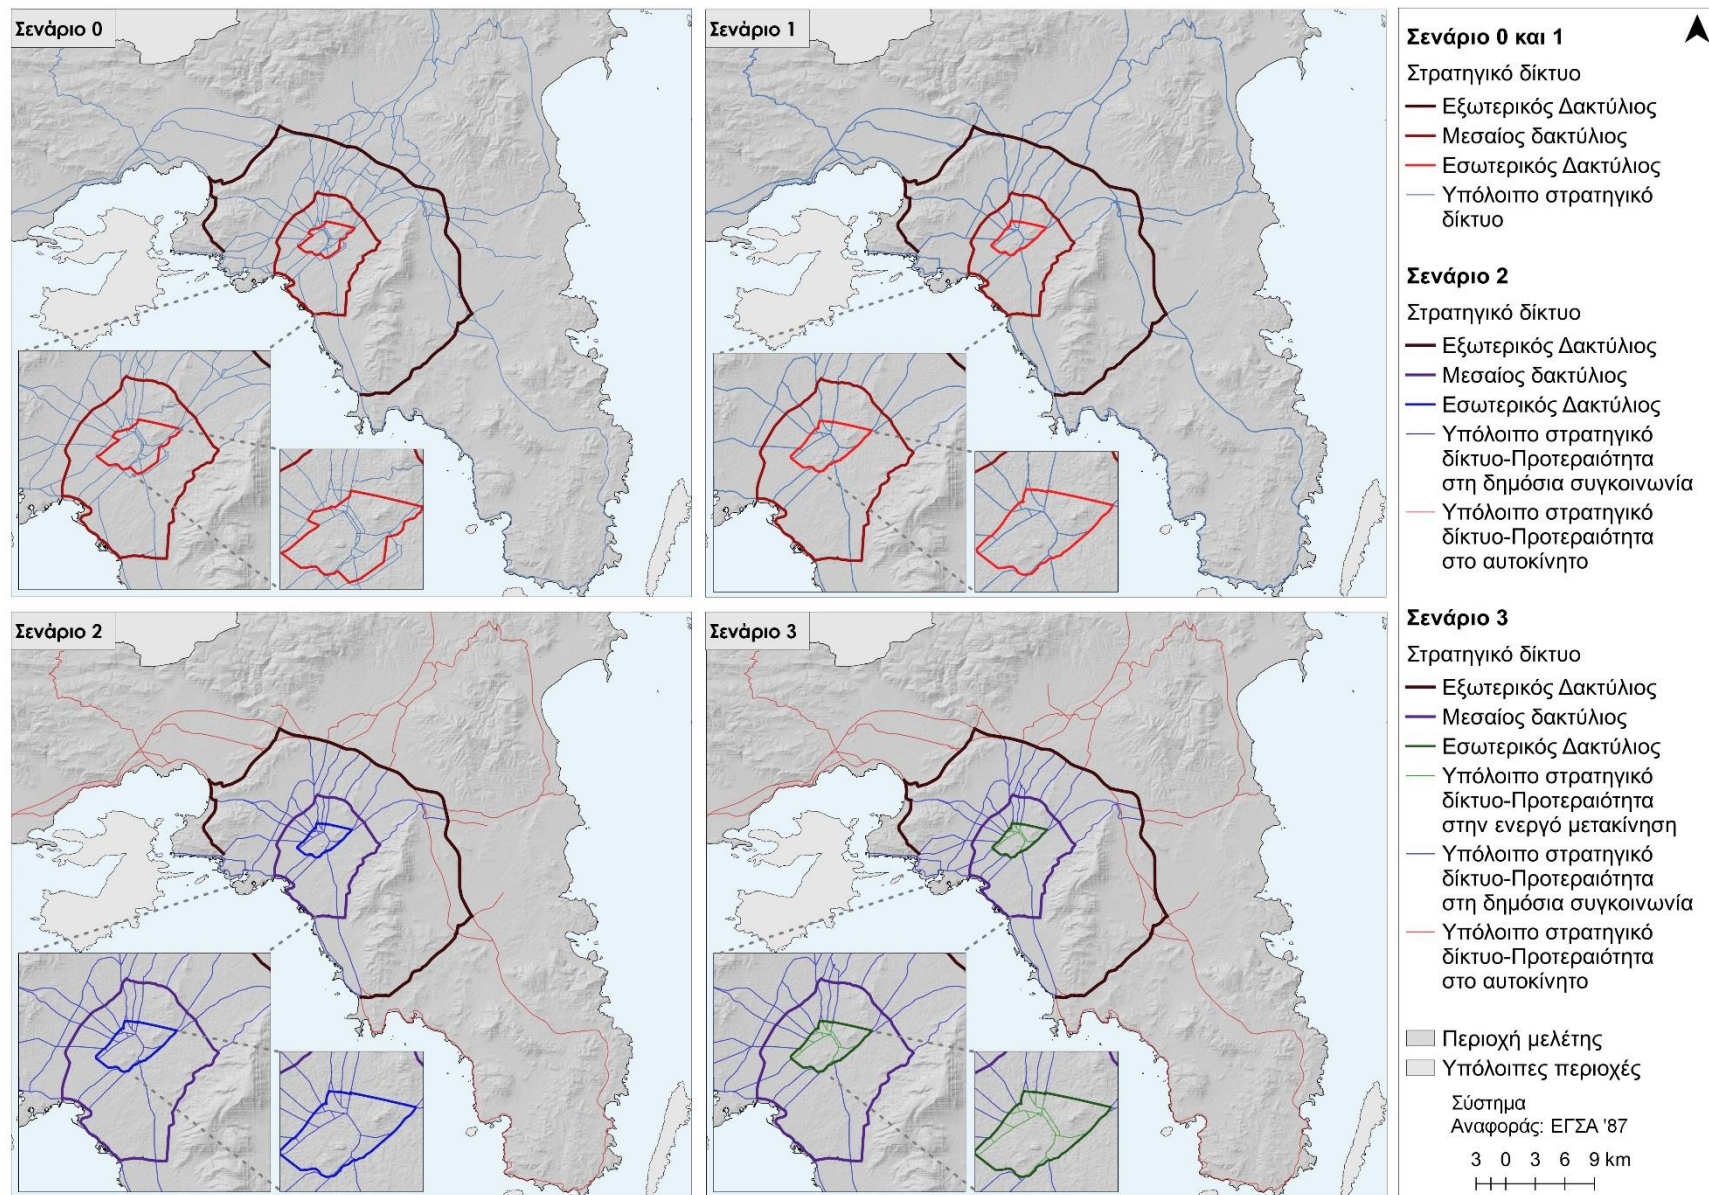 Σενάριο 0
Σενάριο 1
Σενάριο 2
Σενάριο 3
Σενάριο 0 και 1
Στρατηγικό δίκτυο
Εξωτερικός Δακτύλιος
Μεσαίος δακτύλιος
Εσωτερικός Δακτύλιος
Υπόλοιπο στρατηγικό
δίκτυο
Σενάριο 2
Στρατηγικό δίκτυο
Εξωτερικός Δακτύλιος
Μεσαίος δακτύλιος
Εσωτερικός Δακτύλιος
Υπόλοιπο στρατηγικό
δίκτυο-Προτεραιότητα
στη δημόσια συγκοινωνία
Υπόλοιπο στρατηγικό
δίκτυο-Προτεραιότητα
στο αυτοκίνητο
Σενάριο 3
Στρατηγικό δίκτυο
Εξωτερικός Δακτύλιος
Μεσαίος δακτύλιος
Εσωτερικός Δακτύλιος
Υπόλοιπο στρατηγικό
δίκτυο-Προτεραιότητα
στην ενεργό μετακίνηση
Υπόλοιπο στρατηγικό
δίκτυο-Προτεραιότητα
στη δημόσια συγκοινωνία
Υπόλοιπο στρατηγικό
δίκτυο-Προτεραιότητα
στο αυτοκίνητο
Περιοχή μελέτης
Υπόλοιπες περιοχές
Σύστημα
Αναφοράς: ΕΓΣΑ '87
3 0 3 6 9 km